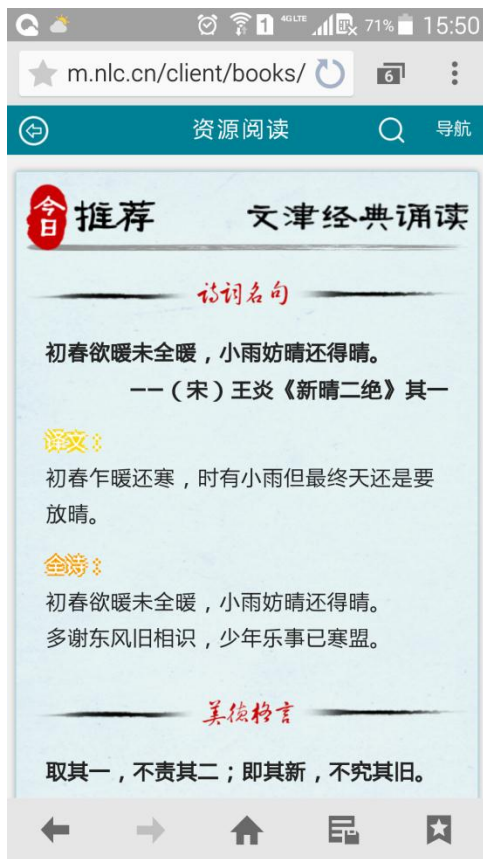 1 4G LTE 71% 15:50
m.nlc.cn/client/books/ 6
资源阅读 导航
今日推荐 文津经典诵读
诗词名句
初春欲暖未全暖，小雨妨晴还得晴。
——（宋）王炎《新晴二绝》其一
译文：
初春乍暖还寒，时有小雨但最终天还是要
放晴。
全诗：
初春欲暖未全暖，小雨妨晴还得晴。
多谢东风旧相识，少年乐事已寒盟。
美德格言
取其一，不责其二；即其新，不究其旧。